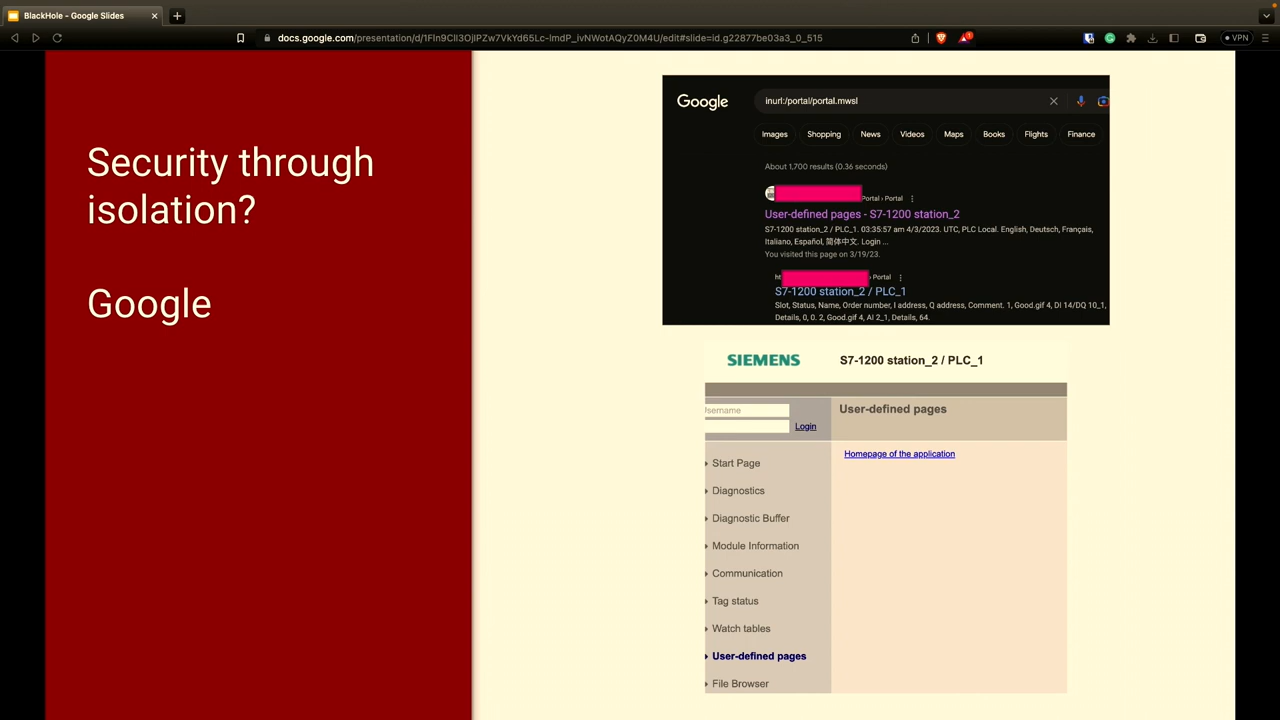 BlackHole - Google Slides
docs.google.com/presentation/d/1FIn9CII3OjlPZw7VkYd65Lc-lmdP_ivNWotAQyZ0M4U/edit#slide=id.g22877be03a3_0_515
1
VPN
Security through
isolation?
Google
Google
inurl:/portal/portal.mwsl
Images Shopping News Videos Maps Books Flights Finance
About 1,700 results (0.36 seconds)
Portal › Portal
User-defined pages - S7-1200 station_2
S7-1200 station_2 / PLC_1. 03:35:57 am 4/3/2023. UTC, PLC Local. English, Deutsch, Français,
Italiano, Español, 简体中文. Login ...
You visited this page on 3/19/23.
ht › Portal
S7-1200 station_2 / PLC_1
Slot, Status, Name, Order number, I address, Q address, Comment. 1, Good.gif 4, DI 14/DQ 10_1,
Details, 0, 0. 2, Good.gif 4, AI 2_1, Details, 64.
SIEMENS
S7-1200 station_2 / PLC_1
Username
Login
User-defined pages
Homepage of the application
Start Page
Diagnostics
Diagnostic Buffer
Module Information
Communication
Tag status
Watch tables
User-defined pages
File Browser